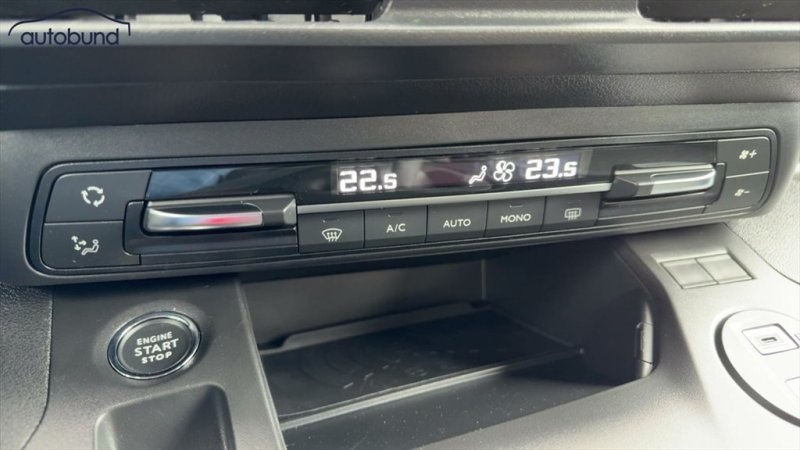 autobund
22.5
23.5
A/C
AUTO
MONO
ENGINE
START
STOP